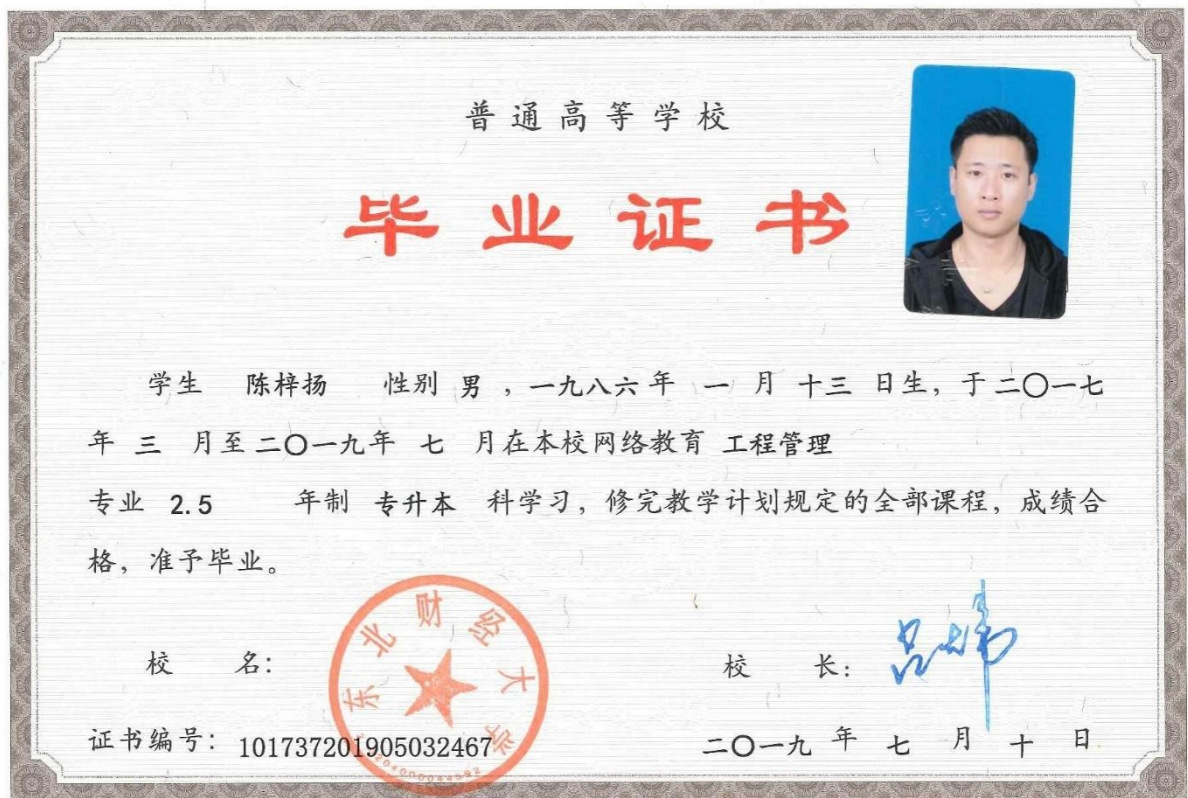 普通高等学校
毕业证书
学生 陈梓扬 性别 男 ，一九八六 年 一 月 十三 日生，于 二〇一七
年 三 月至 二〇一九 年 七 月在本校网络教育 工程管理
专业 2.5 年制 专升本 科学习，修完教学计划规定的全部课程，成绩合
格，准予毕业。
校 名：
东北财经大学
校 长：
证书编号：101737201905032467
二〇一九 年 七 月 十 日